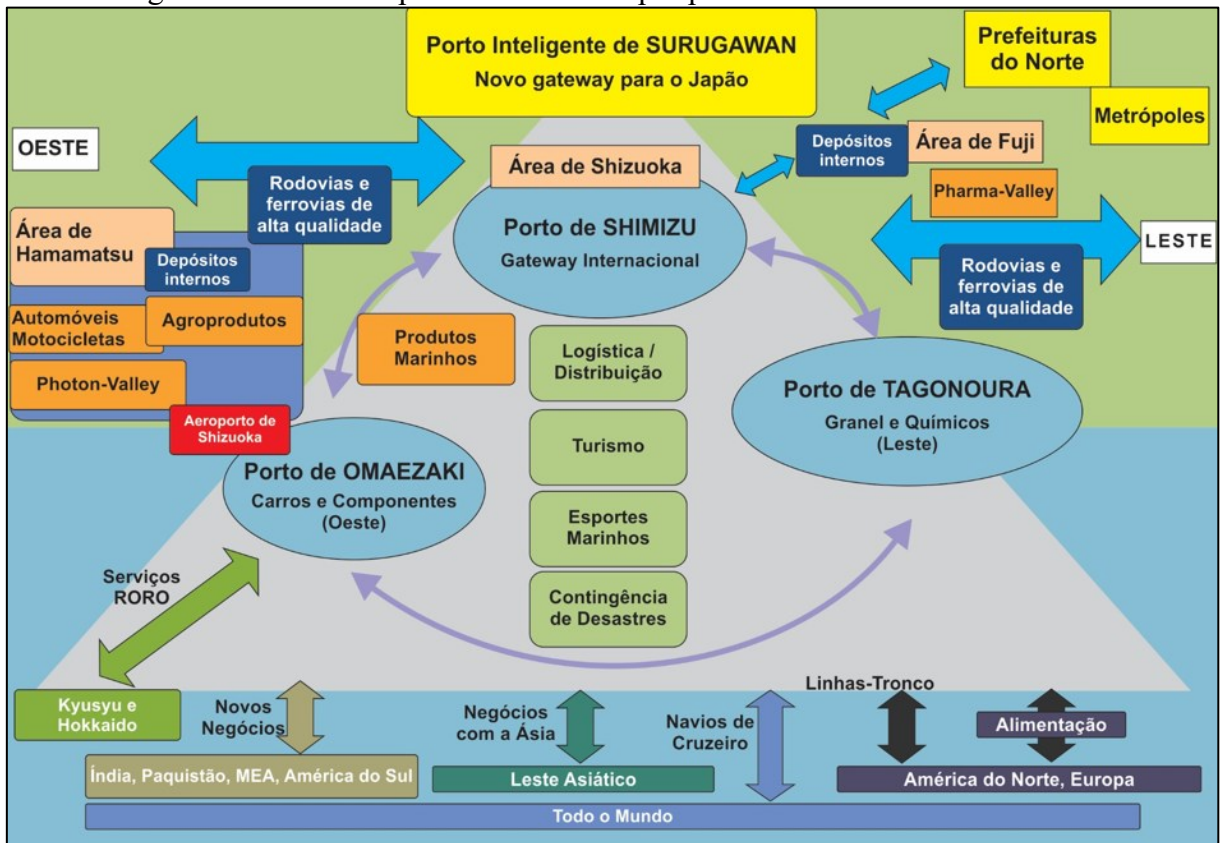 Porto Inteligente de SURUGAWAN
Novo gateway para o Japão
Prefeituras
do Norte
Metrópoles
OESTE
Rodovias e
ferrovias de
alta qualidade
Área de Shizuoka
Depósitos
internos
Área de Fuji
Pharma-Valley
LESTE
Rodovias e
ferrovias de
alta qualidade
Área de
Hamamatsu
Depósitos
internos
Automóveis
Motocicletas
Agroprodutos
Photon-Valley
Aeroporto de
Shizuoka
Porto de SHIMIZU
Gateway Internacional
Produtos
Marinhos
Logística /
Distribuição
Turismo
Esportes
Marinhos
Contingência
de Desastres
Porto de TAGONOURA
Granel e Químicos
(Leste)
Porto de OMAEZAKI
Carros e Componentes
(Oeste)
Serviços
RORO
Kyusyu e
Hokkaido
Novos
Negócios
Negócios
com a Ásia
Navios de
Cruzeiro
Linhas-Tronco
Alimentação
Índia, Paquistão, MEA, América do Sul
Leste Asiático
América do Norte, Europa
Todo o Mundo